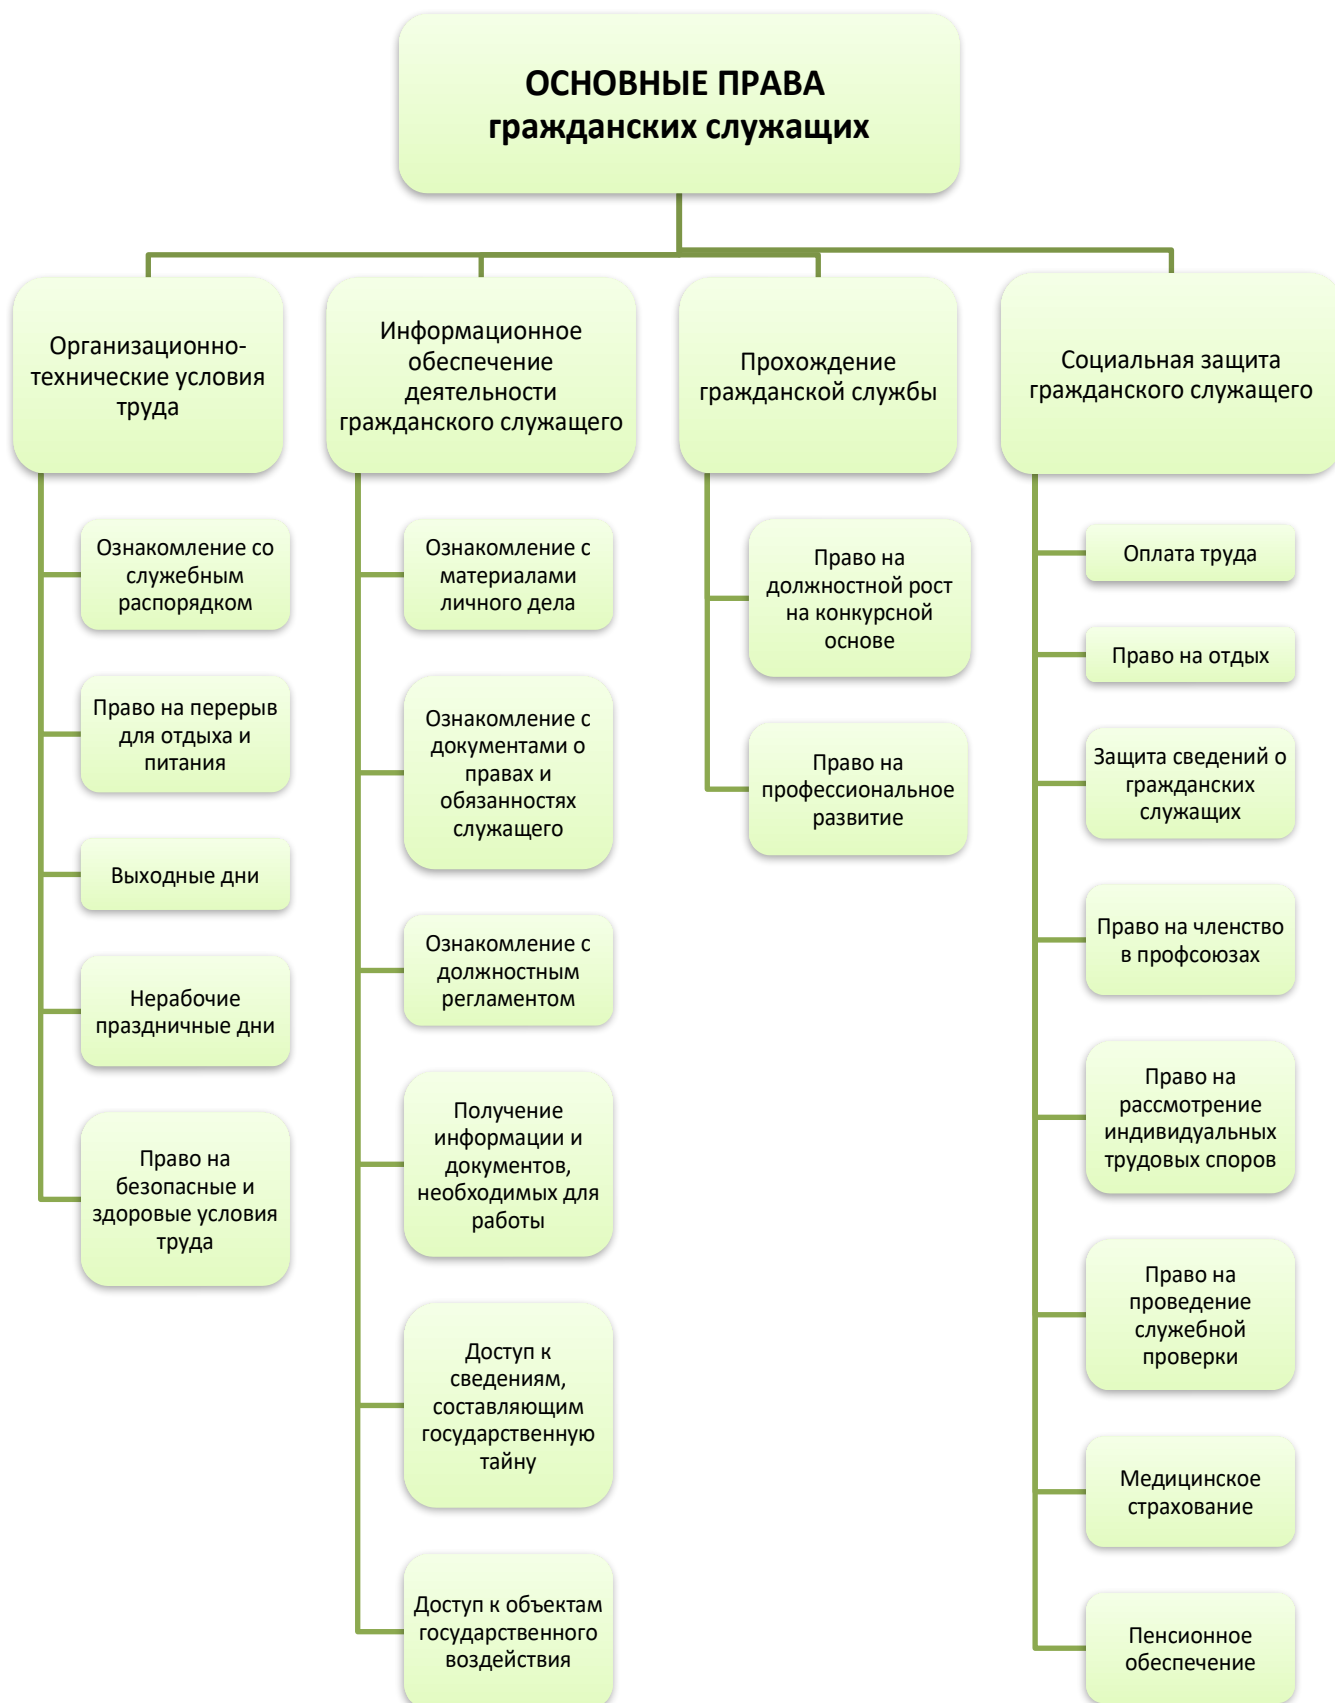 ОСНОВНЫЕ ПРАВА
гражданских служащих
Организационно-
технические условия
труда
Ознакомление со
служебным
распорядком
Право на перерыв
для отдыха и
питания
Выходные дни
Нерабочие
праздничные дни
Право на
безопасные и
здоровые условия
труда
Информационное
обеспечение
деятельности
гражданского служащего
Ознакомление с
материалами
личного дела
Ознакомление с
документами о
правах и
обязанностях
служащего
Ознакомление с
должностным
регламентом
Получение
информации и
документов,
необходимых для
работы
Доступ к
сведениям,
составляющим
государственную
тайну
Доступ к объектам
государственного
воздействия
Прохождение
гражданской службы
Право на
должностной рост
на конкурсной
основе
Право на
профессиональное
развитие
Социальная защита
гражданского служащего
Оплата труда
Право на отдых
Защита сведений о
гражданских
служащих
Право на членство
в профсоюзах
Право на
рассмотрение
индивидуальных
трудовых споров
Право на
проведение
служебной
проверки
Медицинское
страхование
Пенсионное
обеспечение